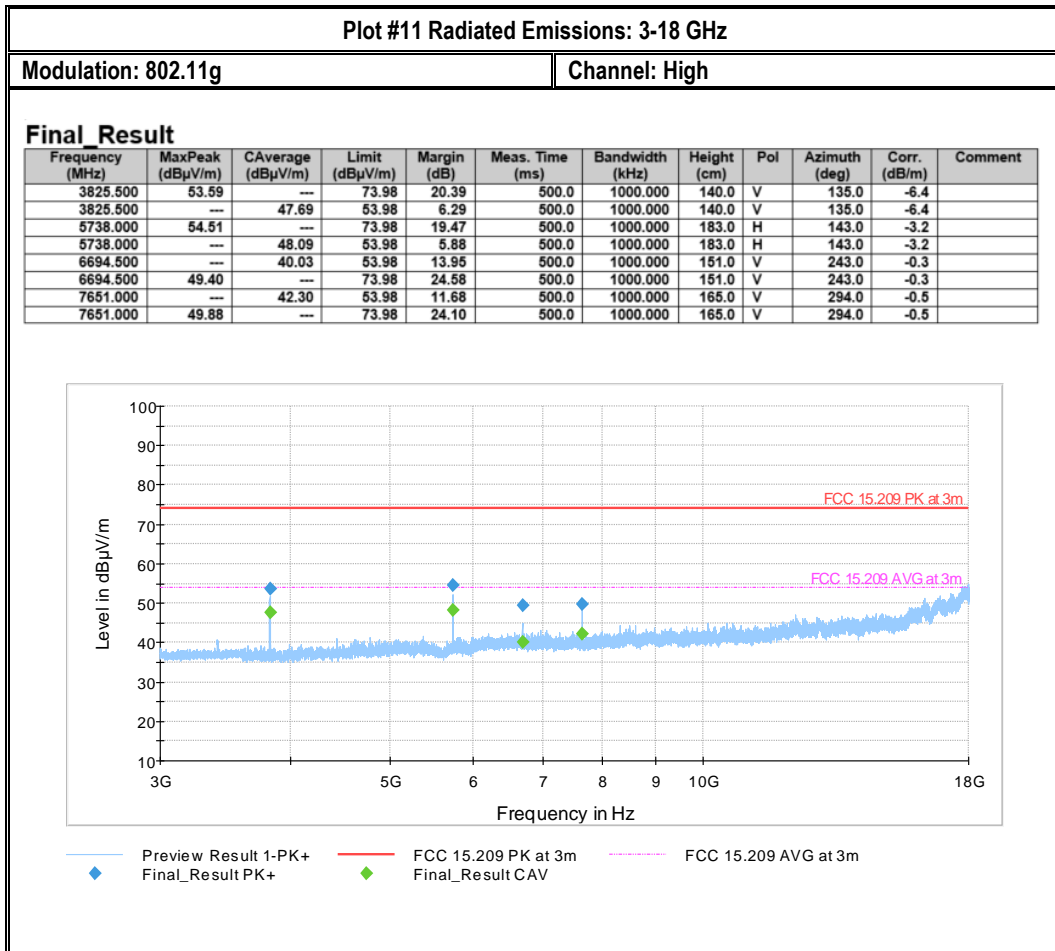 Plot #11 Radiated Emissions: 3-18 GHz
Modulation: 802.11g Channel: High
Final_Result
Frequency (MHz) MaxPeak (dBµV/m) CAverage (dBµV/m) Limit (dBµV/m) Margin (dB) Meas. Time (ms) Bandwidth (kHz) Height (cm) Pol Azimuth (deg) Corr. (dB/m) Comment
3825.500 53.59 --- 73.98 20.39 500.0 1000.000 140.0 V 135.0 -6.4
3825.500 --- 47.69 53.98 6.29 500.0 1000.000 140.0 V 135.0 -6.4
5738.000 54.51 --- 73.98 19.47 500.0 1000.000 183.0 H 143.0 -3.2
5738.000 --- 48.09 53.98 5.88 500.0 1000.000 183.0 H 143.0 -3.2
6694.500 --- 40.03 53.98 13.95 500.0 1000.000 151.0 V 243.0 -0.3
6694.500 49.40 --- 73.98 24.58 500.0 1000.000 151.0 V 243.0 -0.3
7651.000 --- 42.30 53.98 11.68 500.0 1000.000 165.0 V 294.0 -0.5
7651.000 49.88 --- 73.98 24.10 500.0 1000.000 165.0 V 294.0 -0.5
Level in dBµV/m
100
90
80
70
60
50
40
30
20
10
FCC 15.209 PK at 3m
FCC 15.209 AVG at 3m
3G 5G 6 7 8 9 10G 18G
Frequency in Hz
Preview Result 1-PK+ FCC 15.209 PK at 3m FCC 15.209 AVG at 3m
Final_Result PK+ Final_Result CAV